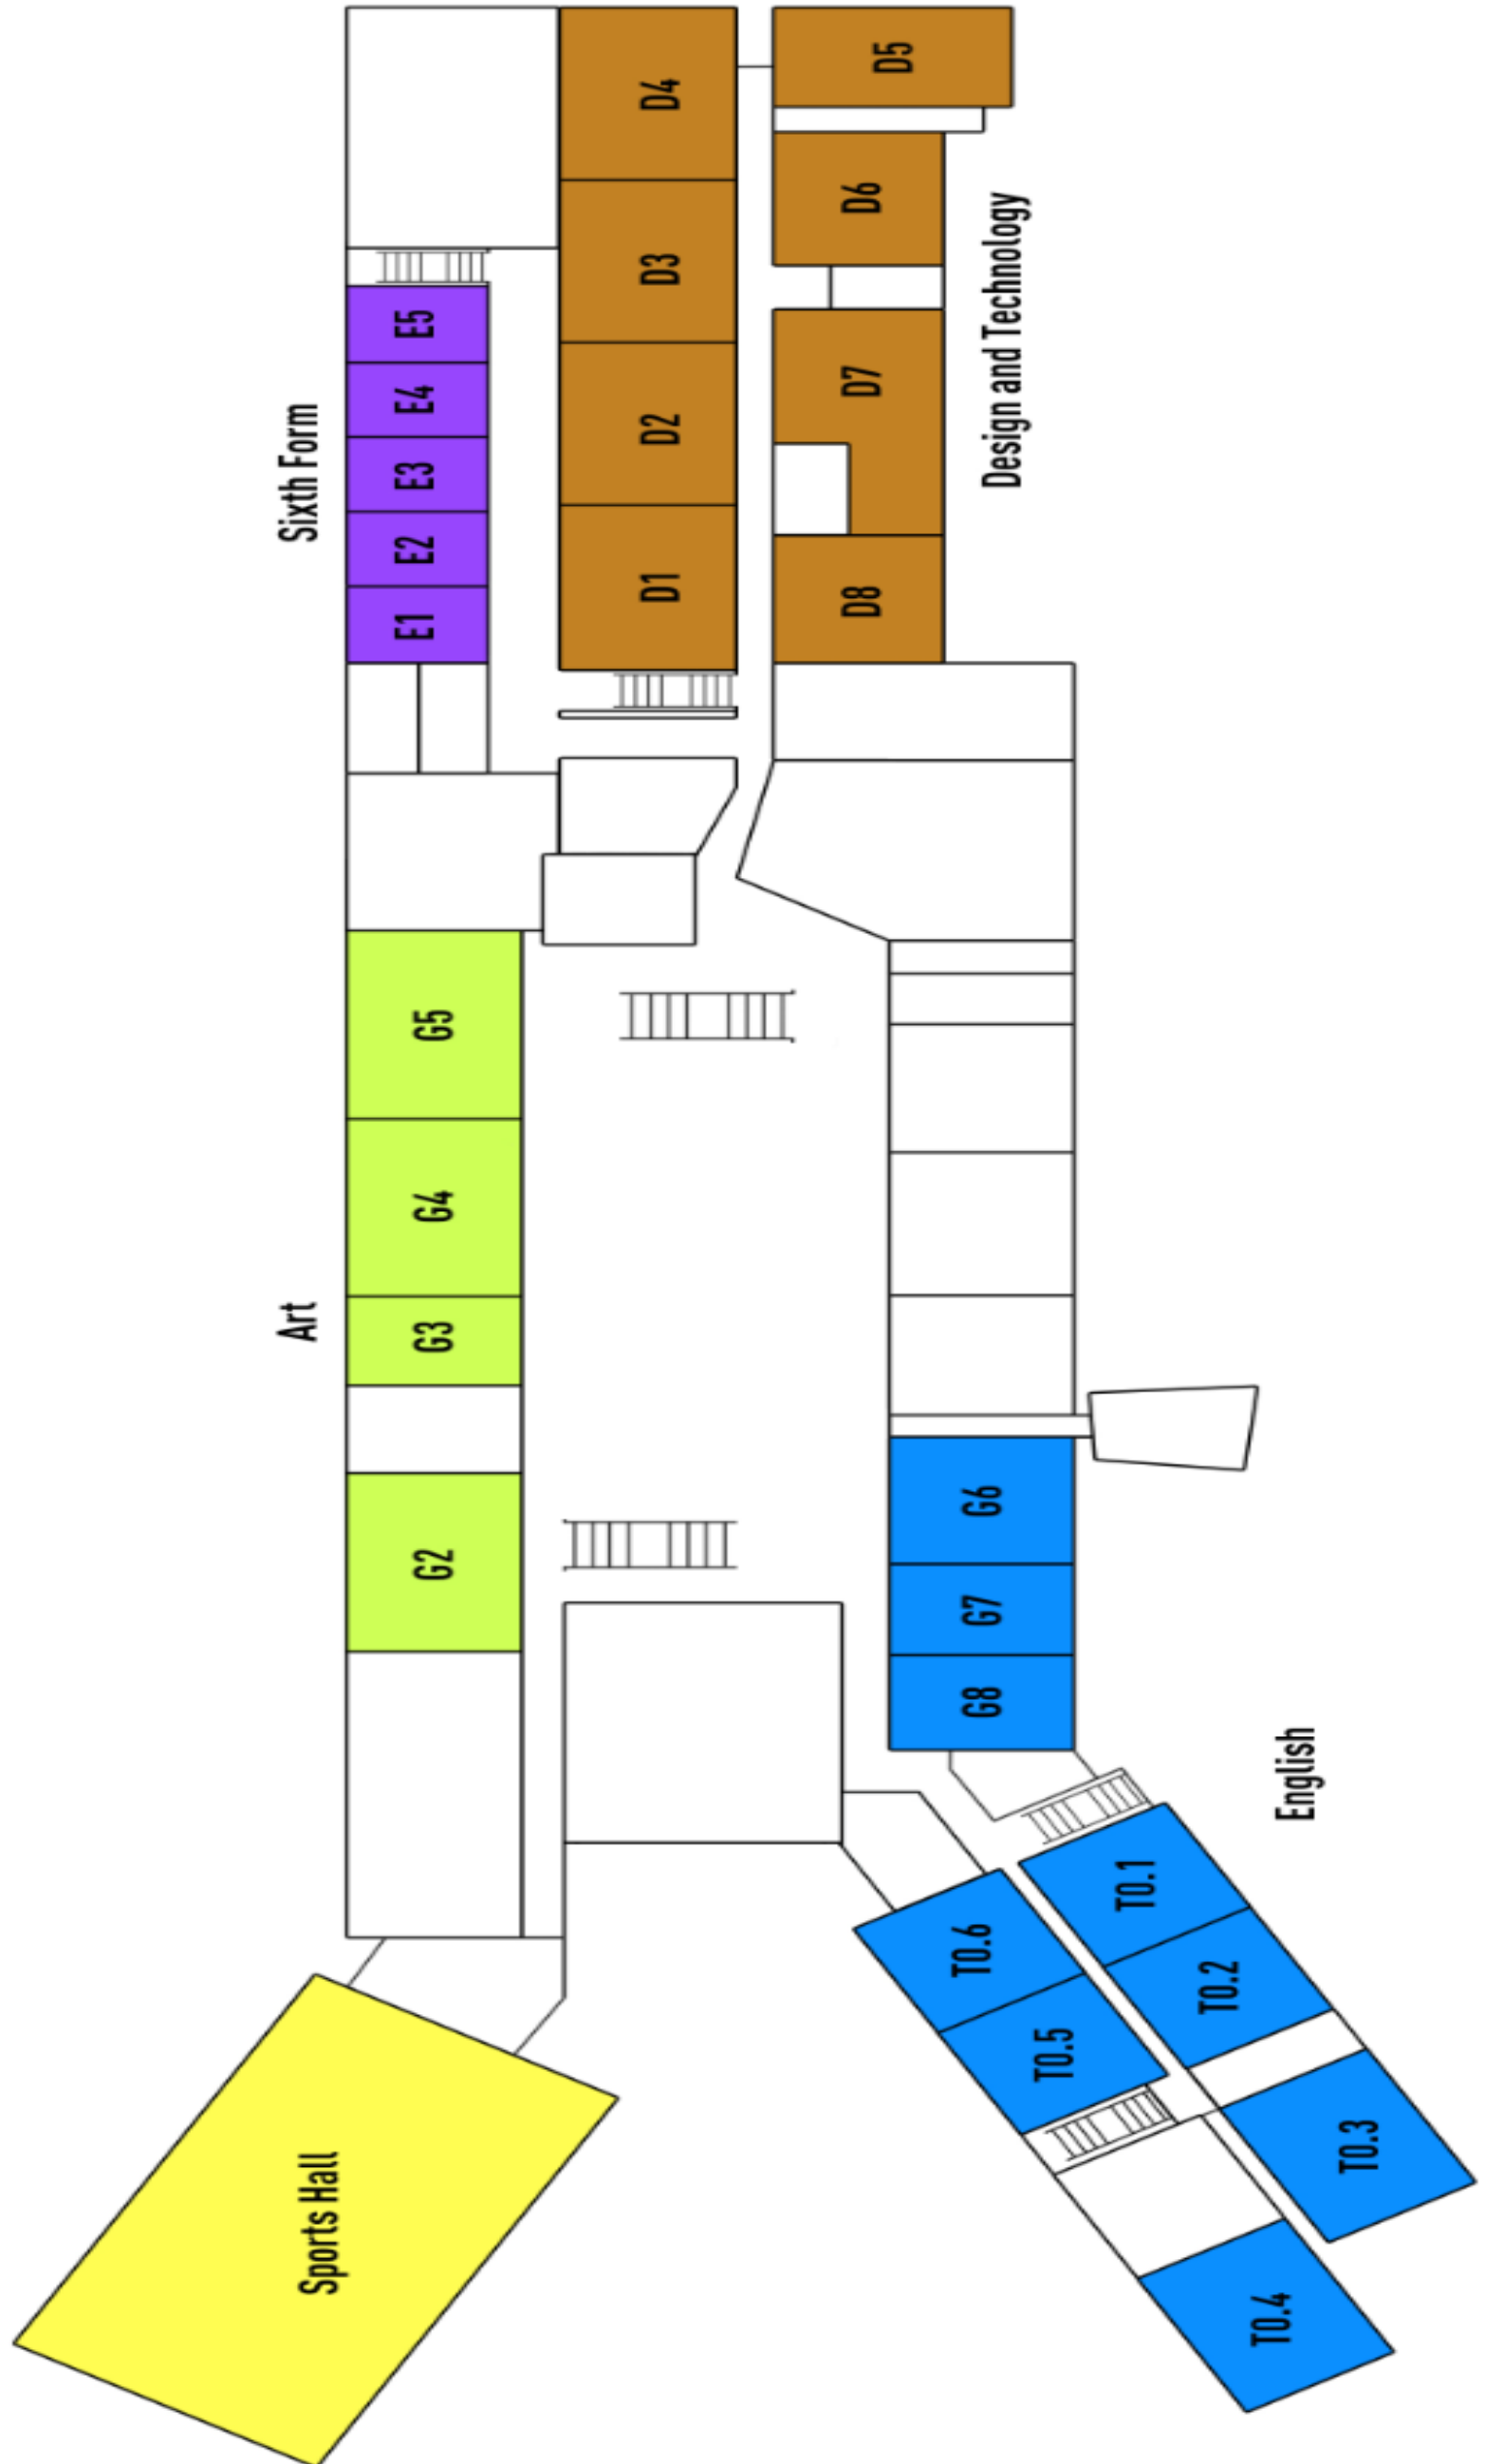 Sixth Form
E1
E2
E3
E4
E5
D1
D2
D3
D4
D5
D6
D7
D8
Design and Technology
Art
G2
G3
G4
G5
G6
G7
G8
English
T0.1
T0.2
T0.3
T0.4
T0.5
T0.6
Sports Hall